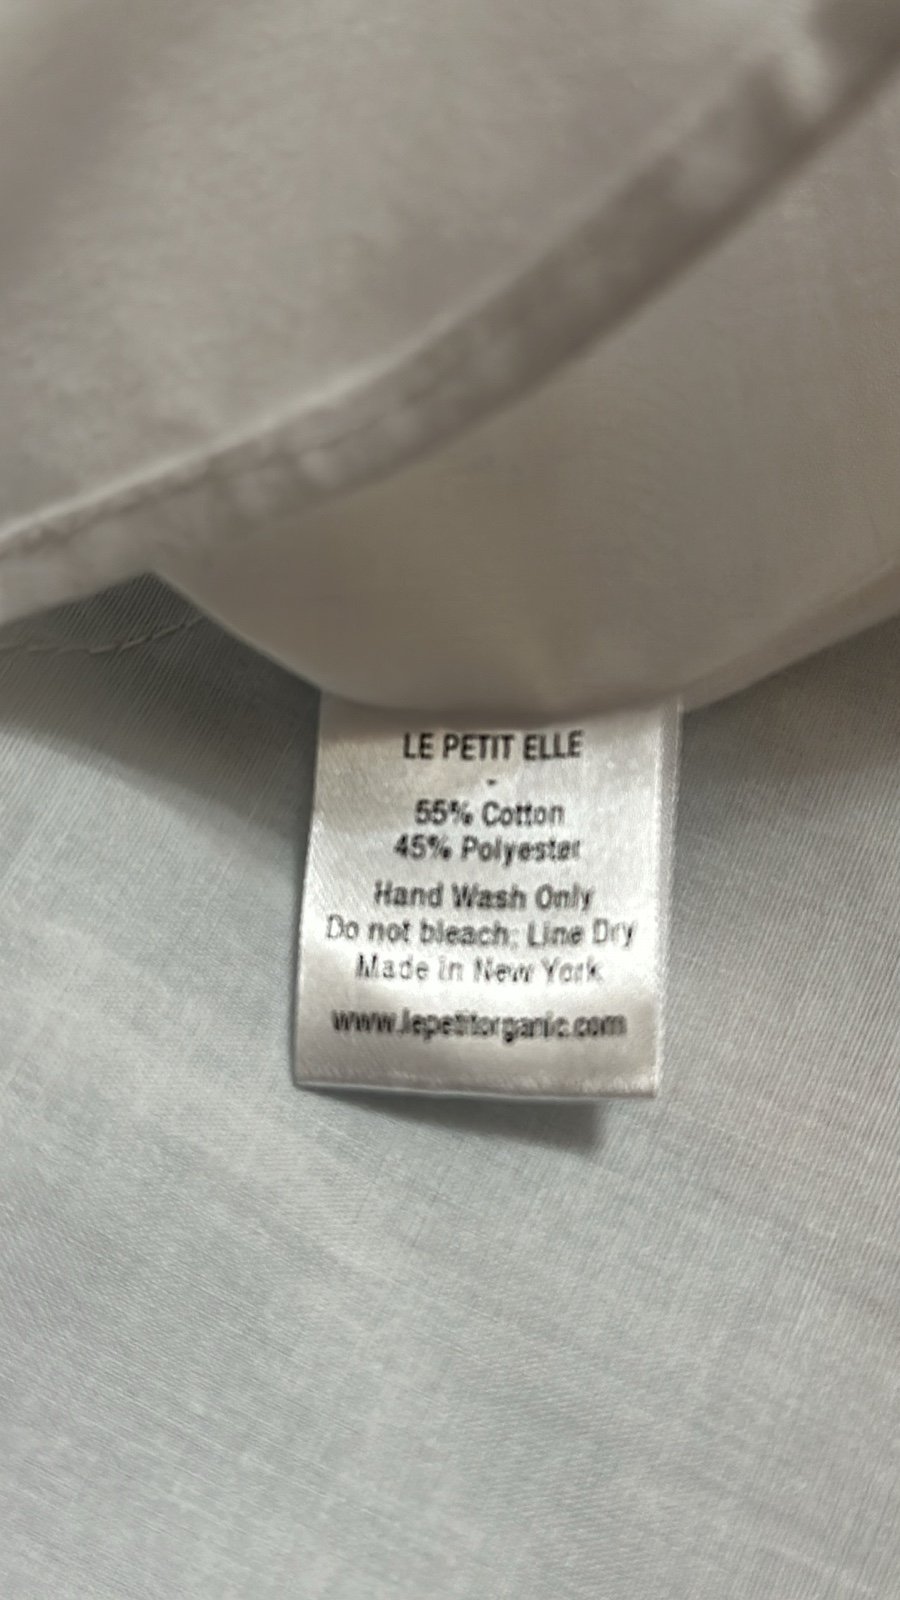 LE PETIT ELLE
-
55% Cotton
45% Polyester
Hand Wash Only
Do not bleach; Line Dry
Made in New York
www.lepetitorganic.com